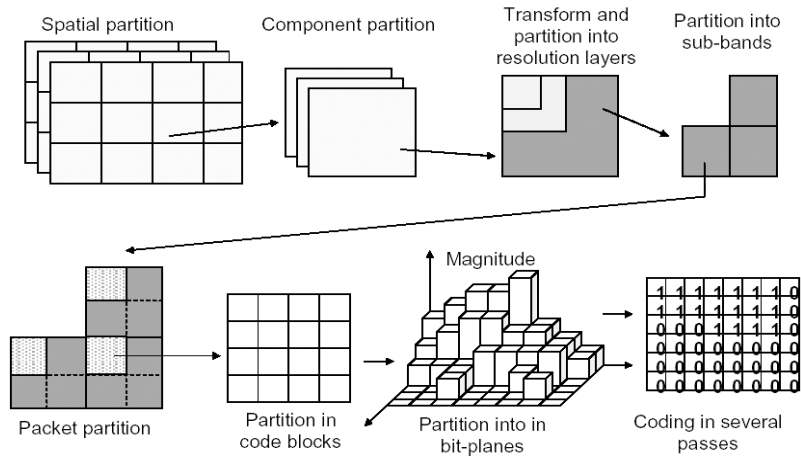 Spatial partition
Component partition
Transform and
partition into
resolution layers
Partition into
sub-bands
Magnitude
1 1 1 1 1 1 1 0
1 1 1 1 1 1 1 0
0 0 0 1 1 1 1 0
0 0 0 0 0 0 0 0
0 0 0 0 0 0 0 0
0 0 0 0 0 0 0 0
Packet partition
Partition in
code blocks
Partition into in
bit-planes
Coding in several
passes